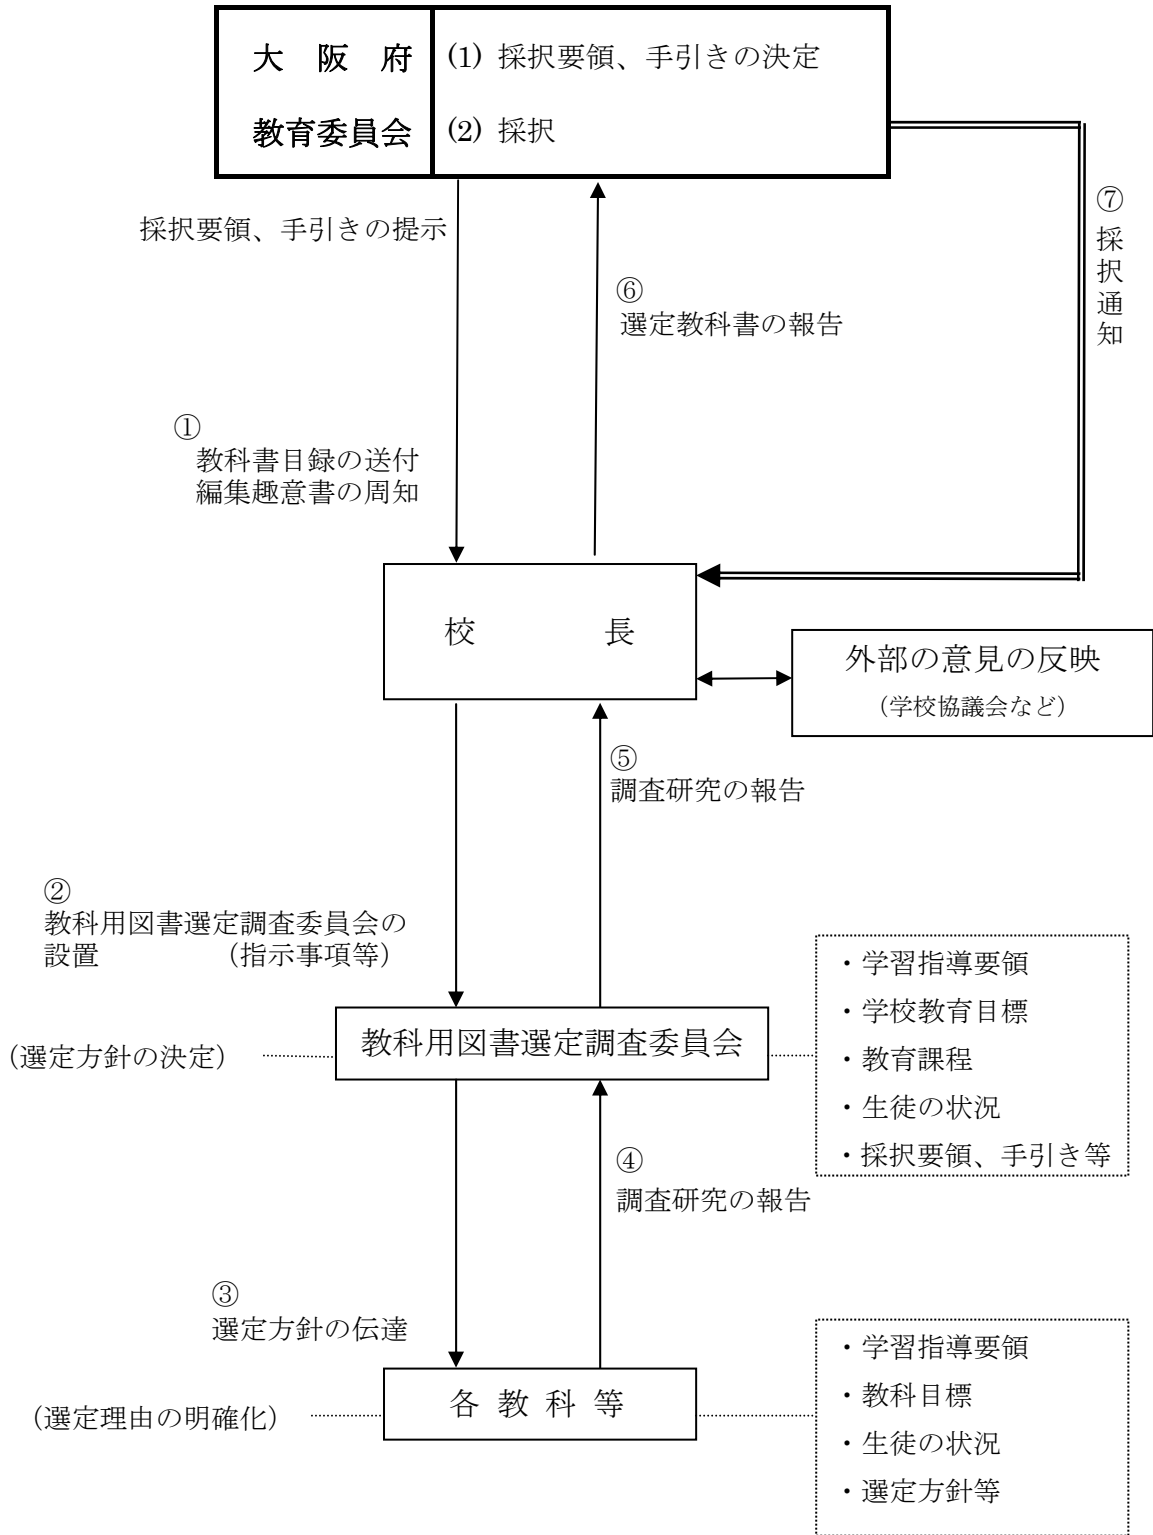 大　阪　府
教育委員会
(1) 採択要領、手引きの決定
(2) 採択
採択要領、手引きの提示
⑦採択通知
⑥
選定教科書の報告
①
教科書目録の送付
編集趣意書の周知
校　　　長
外部の意見の反映
（学校協議会など）
⑤
調査研究の報告
②
教科用図書選定調査委員会の
設置　　　　　（指示事項等）
教科用図書選定調査委員会
（選定方針の決定）
・学習指導要領
・学校教育目標
・教育課程
・生徒の状況
・採択要領、手引き等
④
調査研究の報告
③
選定方針の伝達
各 教 科 等
（選定理由の明確化）
・学習指導要領
・教科目標
・生徒の状況
・選定方針等